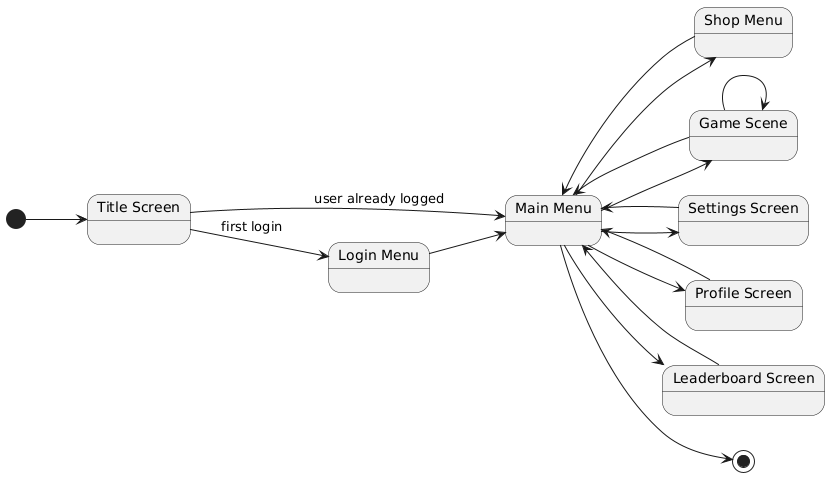 Shop Menu
Game Scene
user already logged
Title Screen
Main Menu
Settings Screen
first login
Login Menu
Profile Screen
Leaderboard Screen